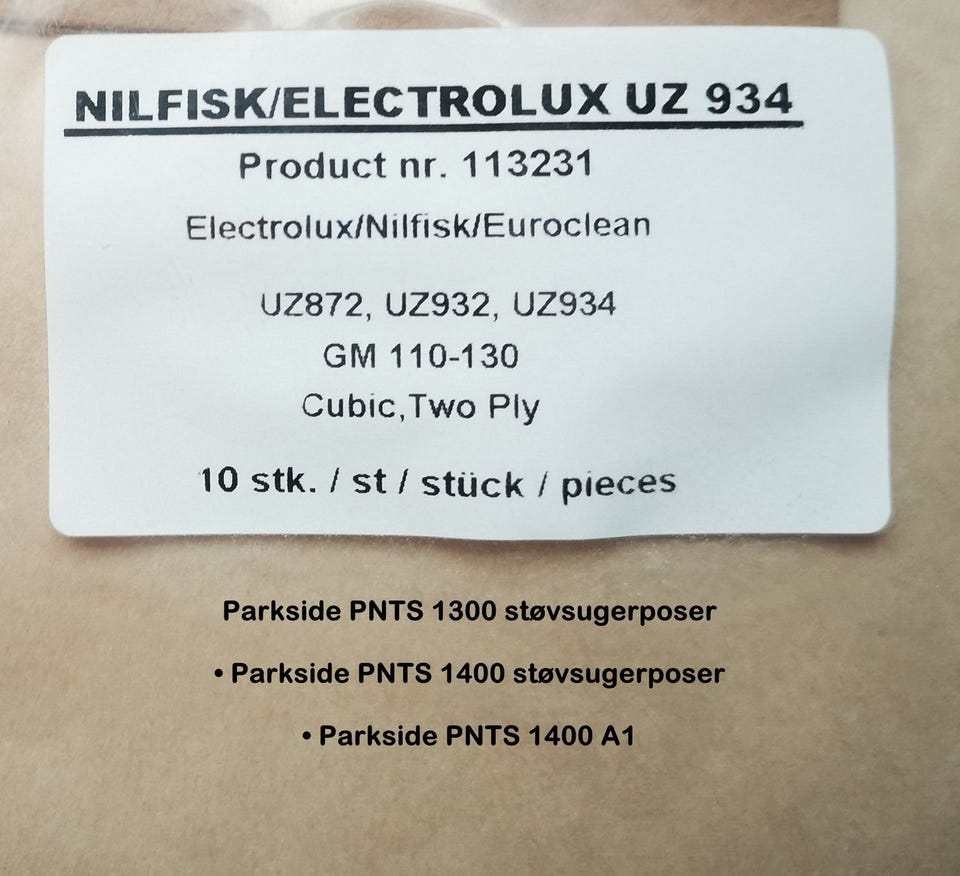 NILFISK/ELECTROLUX UZ 934
Product nr. 113231
Electrolux/Nilfisk/Euroclean
UZ872, UZ932, UZ934
GM 110-130
Cubic,Two Ply
10 stk. / st / stück / pieces
Parkside PNTS 1300 støvsugerposer
• Parkside PNTS 1400 støvsugerposer
• Parkside PNTS 1400 A1